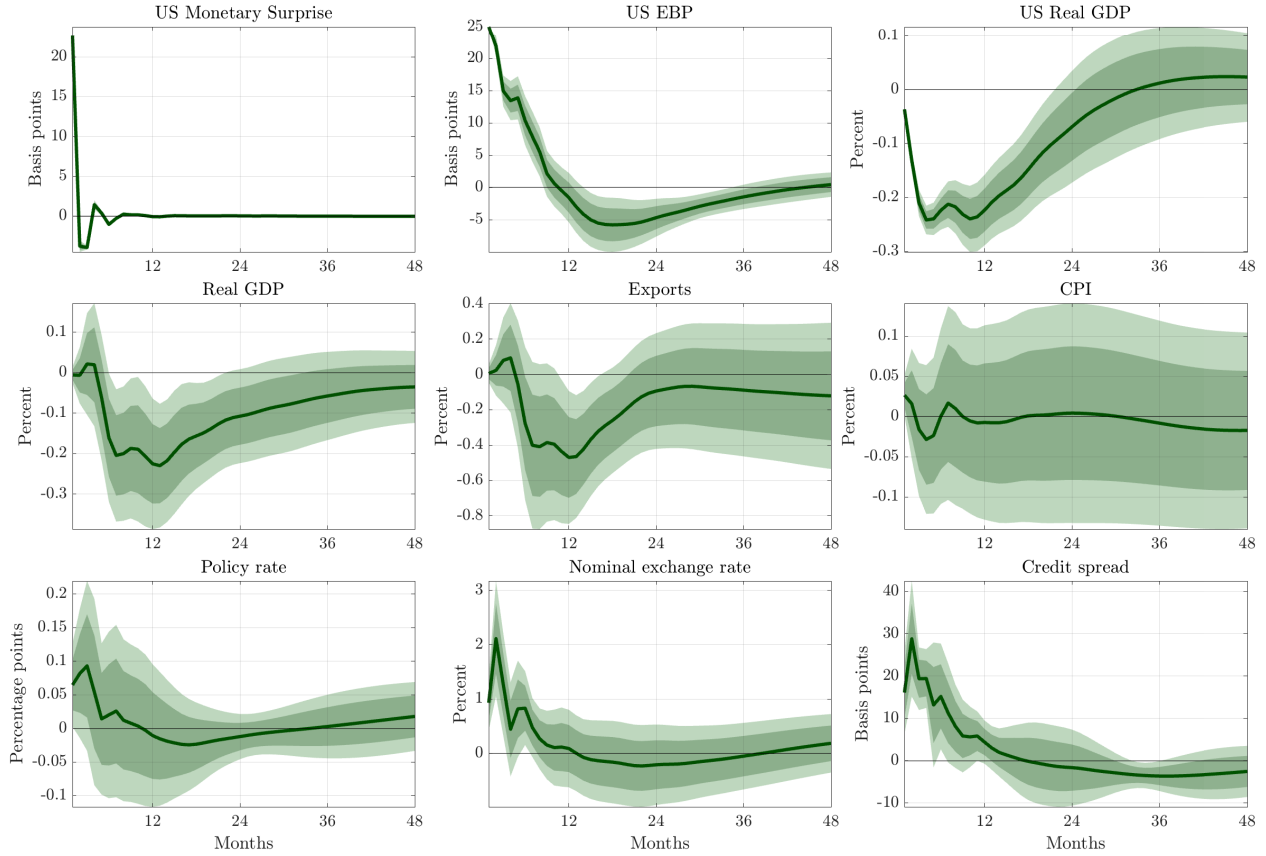 US Monetary Surprise
Basis points
20
15
10
5
0
12 24 36 48
US EBP
Basis points
25
20
15
10
5
0
-5
12 24 36 48
US Real GDP
Percent
0.1
0
-0.1
-0.2
-0.3
12 24 36 48
Real GDP
Percent
0.1
0
-0.1
-0.2
-0.3
12 24 36 48
Exports
Percent
0.4
0.2
0
-0.2
-0.4
-0.6
-0.8
12 24 36 48
CPI
Percent
0.1
0.05
0
-0.05
-0.1
12 24 36 48
Policy rate
Percentage points
0.2
0.15
0.1
0.05
0
-0.05
-0.1
12 24 36 48
Months
Nominal exchange rate
Percent
3
2
1
0
12 24 36 48
Months
Credit spread
Basis points
40
30
20
10
0
-10
12 24 36 48
Months